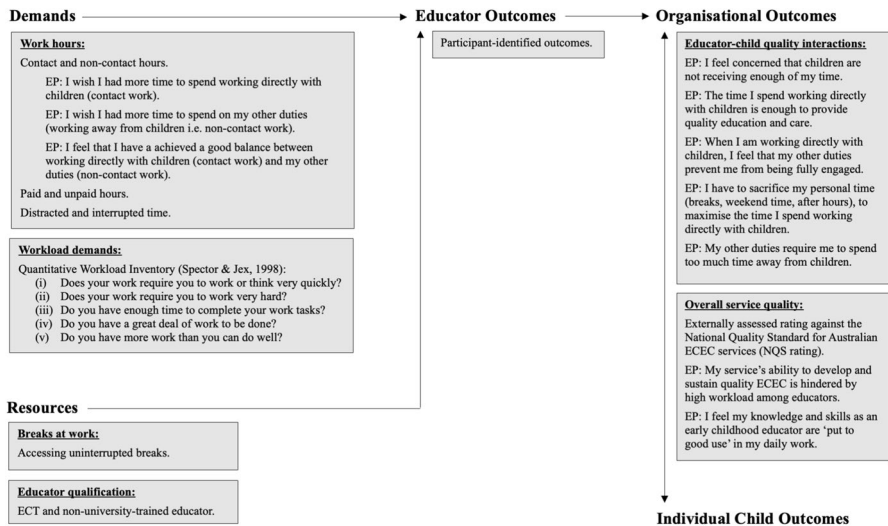 Demands
Work hours:
Contact and non-contact hours.
EP: I wish I had more time to spend working directly with
children (contact work).
EP: I wish I had more time to spend on my other duties
(working away from children i.e. non-contact work).
EP: I feel that I have a achieved a good balance between
working directly with children (contact work) and my other
duties (non-contact work).
Paid and unpaid hours.
Distracted and interrupted time.
Workload demands:
Quantitative Workload Inventory (Spector & Jex, 1998):
(i) Does your work require you to work or think very quickly?
(ii) Does your work require you to work very hard?
(iii) Do you have enough time to complete your work tasks?
(iv) Do you have a great deal of work to be done?
(v) Do you have more work than you can do well?
Resources
Breaks at work:
Accessing uninterrupted breaks.
Educator qualification:
ECT and non-university-trained educator.
Educator Outcomes
Participant-identified outcomes.
Organisational Outcomes
Educator-child quality interactions:
EP: I feel concerned that children are
not receiving enough of my time.
EP: The time I spend working directly
with children is enough to provide
quality education and care.
EP: When I am working directly with
children, I feel that my other duties
prevent me from being fully engaged.
EP: I have to sacrifice my personal time
(breaks, weekend time, after hours), to
maximise the time I spend working
directly with children.
EP: My other duties require me to spend
too much time away from children.
Overall service quality:
Externally assessed rating against the
National Quality Standard for Australian
ECEC services (NQS rating).
EP: My service's ability to develop and
sustain quality ECEC is hindered by
high workload among educators.
EP: I feel my knowledge and skills as an
early childhood educator are 'put to
good use' in my daily work.
Individual Child Outcomes